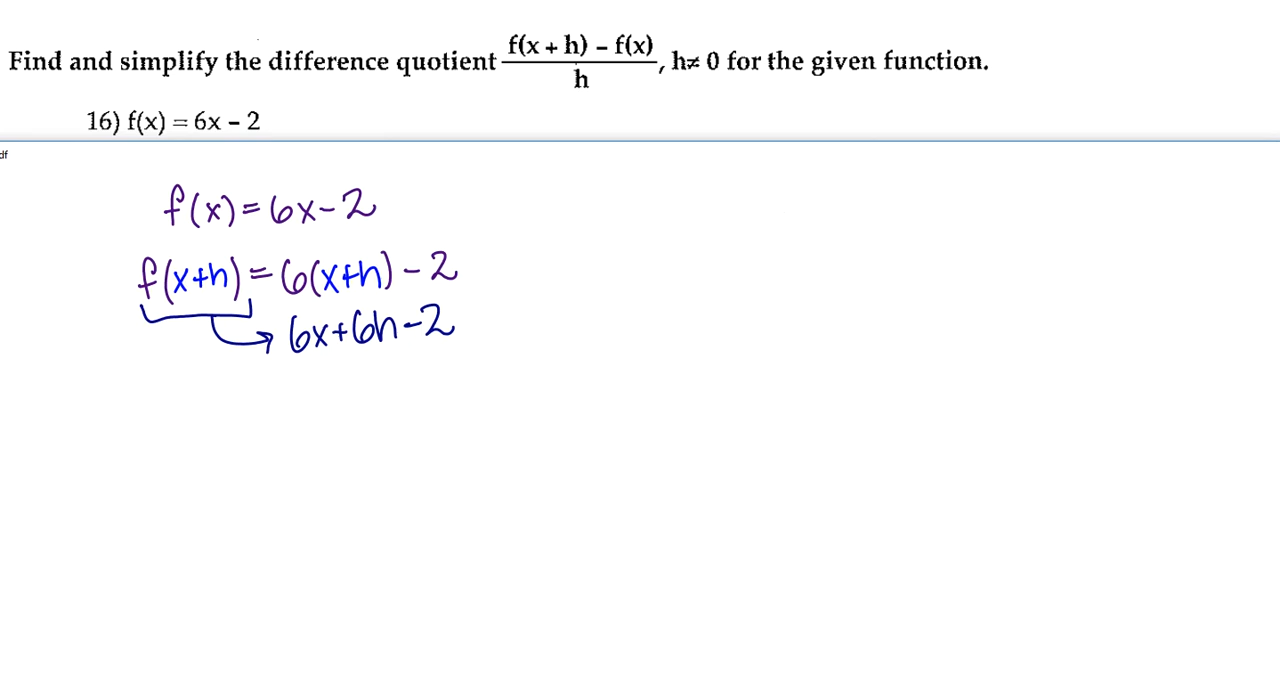 Find and simplify the difference quotient f(x + h) – f(x) / h , h≠ 0 for the given function.
16) f(x) = 6x – 2
df
f(x) = 6x - 2
f(x+h) = 6(x+h) - 2
6x + 6h - 2